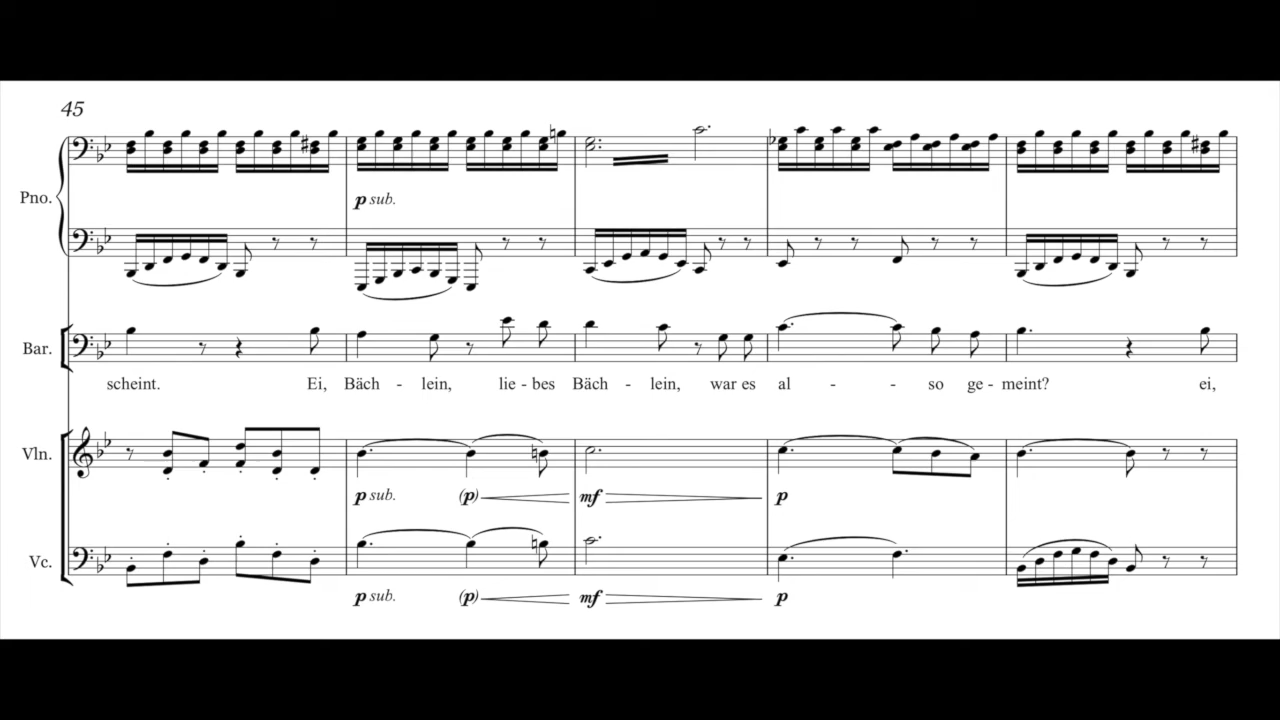 45
Pno.
p sub.
Bar.
scheint. Ei, Bäch - lein, lie - bes Bäch - lein, war es al - - so ge - meint? ei,
Vln.
p sub. (p) mf p
Vc.
p sub. (p) mf p